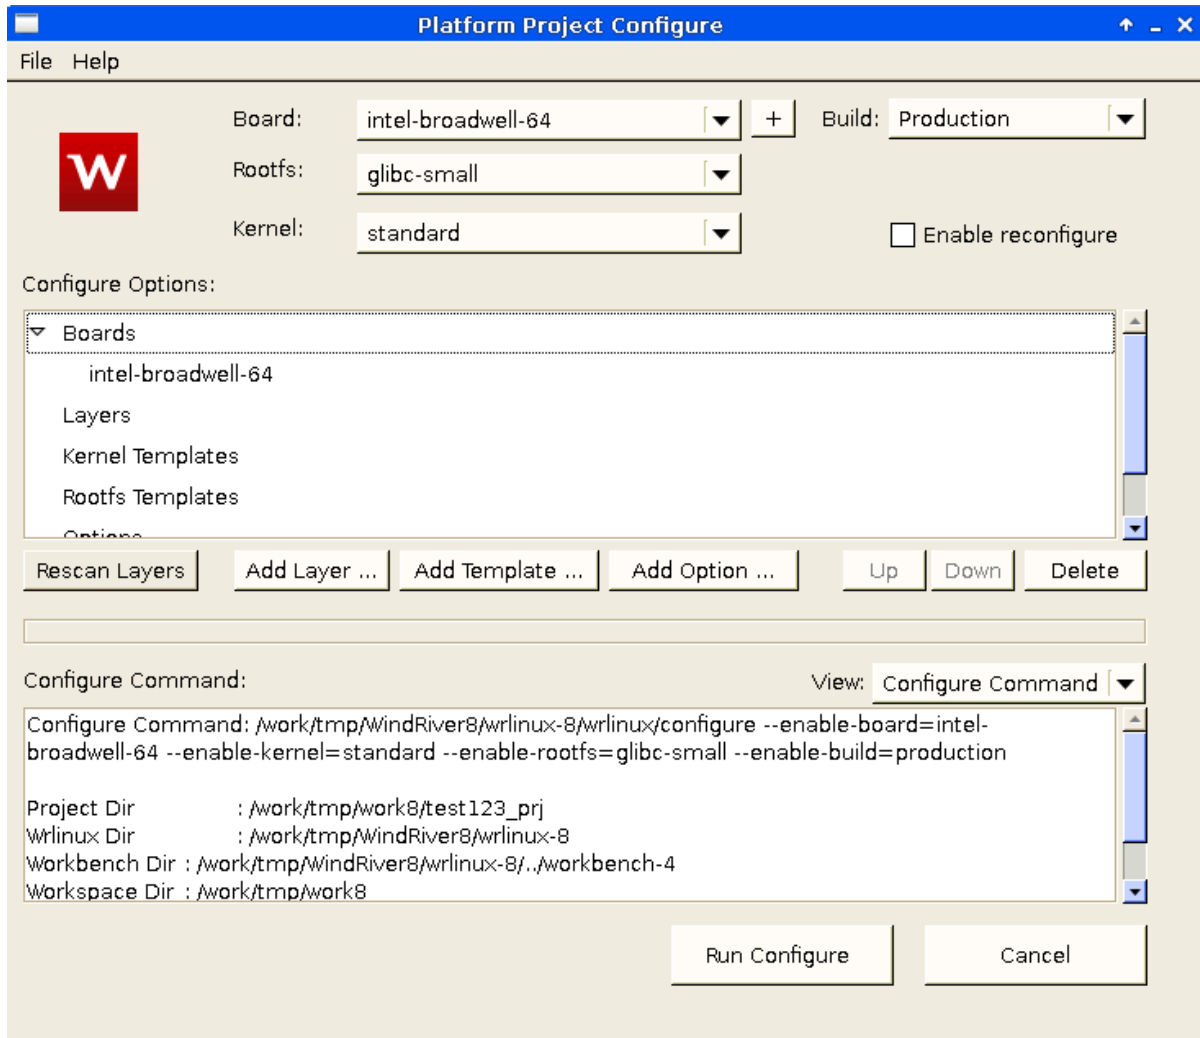 Platform Project Configure
File Help
W
Board: intel-broadwell-64 + Build: Production
Rootfs: glibc-small
Kernel: standard
Enable reconfigure
Configure Options:
Boards
intel-broadwell-64
Layers
Kernel Templates
Rootfs Templates
Options
Rescan Layers Add Layer ... Add Template ... Add Option ... Up Down Delete
Configure Command: View: Configure Command
Configure Command: /work/tmp/WindRiver8/wrlinux-8/wrlinux/configure --enable-board=intel-
broadwell-64 --enable-kernel=standard --enable-rootfs=glibc-small --enable-build=production
Project Dir : /work/tmp/work8/test123_prj
Wrlinux Dir : /work/tmp/WindRiver8/wrlinux-8
Workbench Dir : /work/tmp/WindRiver8/wrlinux-8/../workbench-4
Workspace Dir : /work/tmp/work8
Run Configure Cancel